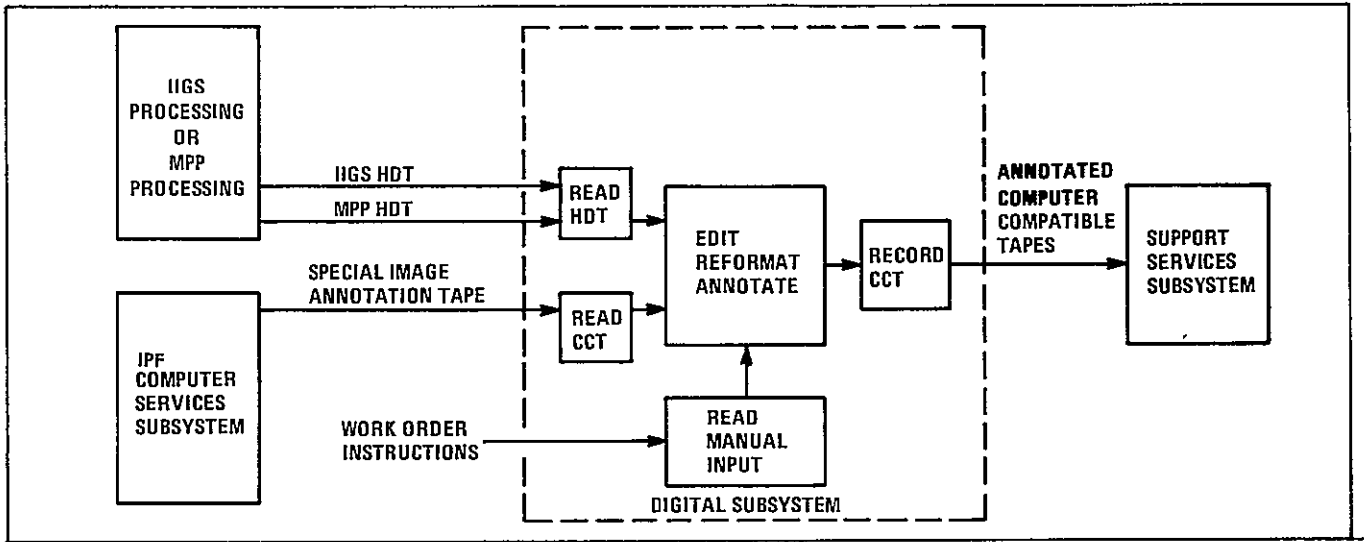 IIGS
PROCESSING
OR
MPP
PROCESSING
IIGS HDT
MPP HDT
READ
HDT
SPECIAL IMAGE
ANNOTATION TAPE
READ
CCT
IPF
COMPUTER
SERVICES
SUBSYSTEM
WORK ORDER
INSTRUCTIONS
READ
MANUAL
INPUT
EDIT
REFORMAT
ANNOTATE
RECORD
CCT
DIGITAL SUBSYSTEM
ANNOTATED
COMPUTER
COMPATIBLE
TAPES
SUPPORT
SERVICES
SUBSYSTEM